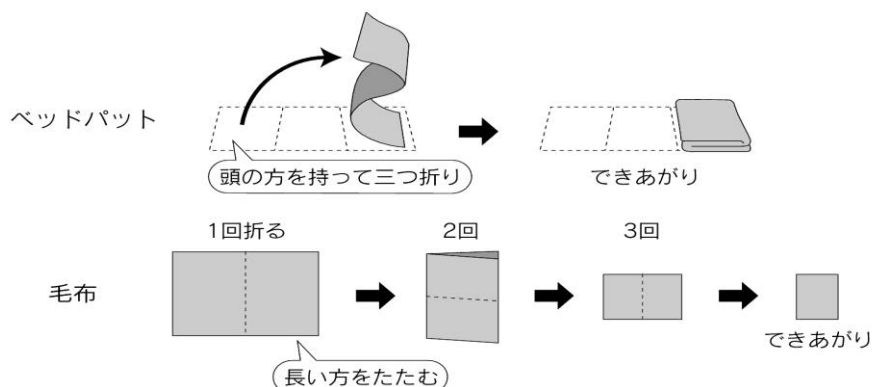 ベッドパット
頭の方を持って三つ折り
できあがり
1回折る
2回
3回
毛布
できあがり
長い方をたたむ